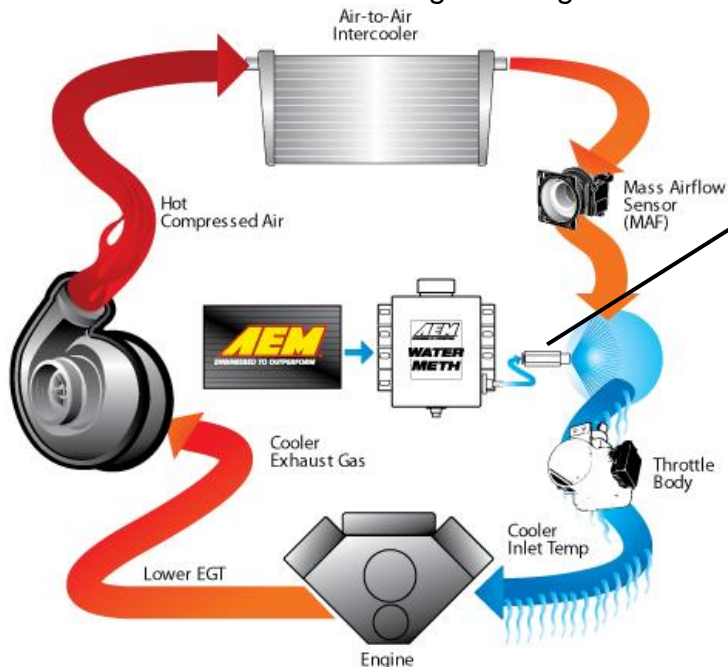 Air-to-Air
Intercooler
Mass Airflow
Sensor
(MAF)
Hot
Compressed Air
AEM
ENGINEERED TO OUTPERFORM
AEM
WATER
METH
Cooler
Exhaust Gas
Throttle
Body
Cooler
Inlet Temp
Lower EGT
Engine